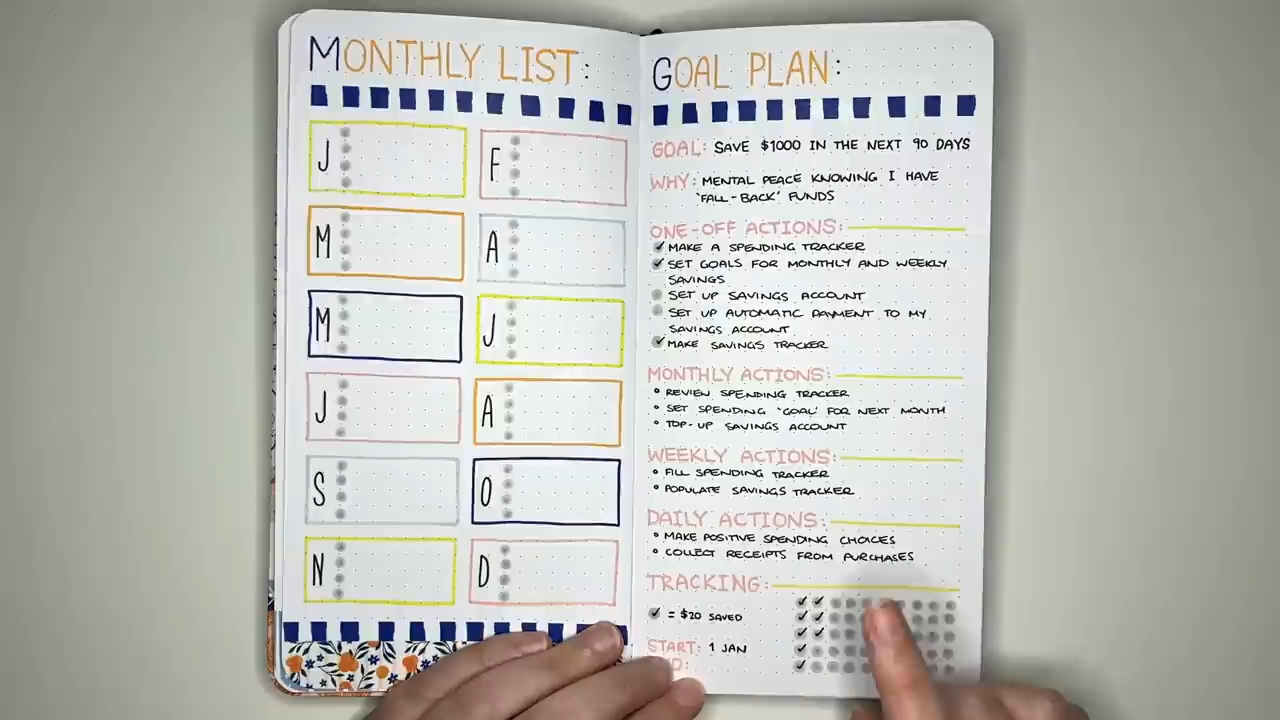 MONTHLY LIST:
J
F
M
A
M
J
J
A
S
O
N
D
GOAL PLAN:
GOAL: SAVE $1000 IN THE NEXT 90 DAYS
WHY: MENTAL PEACE KNOWING I HAVE
'FALL-BACK' FUNDS
ONE-OFF ACTIONS:
MAKE A SPENDING TRACKER
SET GOALS FOR MONTHLY AND WEEKLY
SAVINGS
SET UP SAVINGS ACCOUNT
SET UP AUTOMATIC PAYMENT TO MY
SAVINGS ACCOUNT
MAKE SAVINGS TRACKER
MONTHLY ACTIONS:
REVIEW SPENDING TRACKER
SET SPENDING 'GOAL' FOR NEXT MONTH
TOP-UP SAVINGS ACCOUNT
WEEKLY ACTIONS:
FILL SPENDING TRACKER
POPULATE SAVINGS TRACKER
DAILY ACTIONS:
MAKE POSITIVE SPENDING CHOICES
COLLECT RECEIPTS FROM PURCHASES
TRACKING:
✓ = $20 SAVED
START: 1 JAN